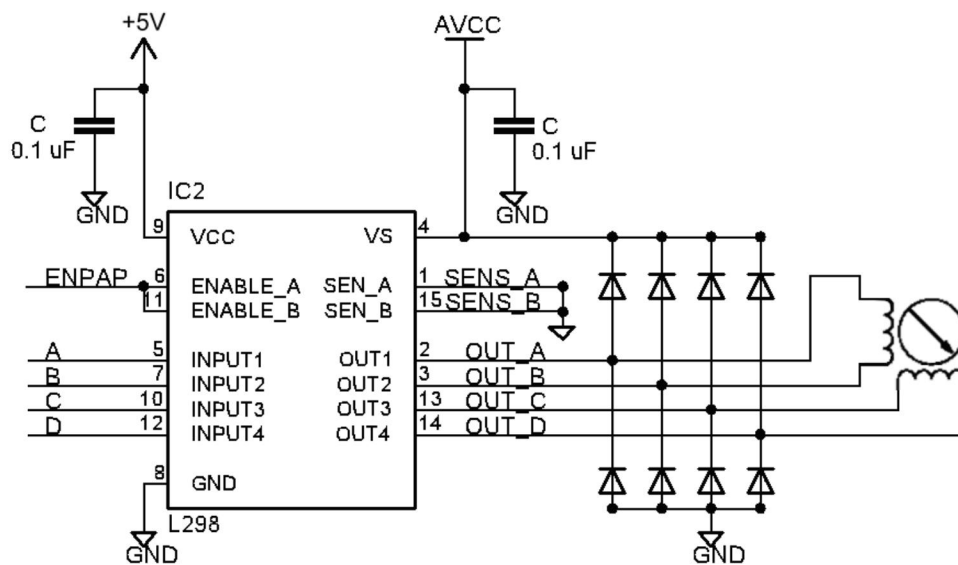 +5V
AVCC
C
0.1 uF
C
0.1 uF
GND
GND
IC2
9
VCC
VS
4
ENPAP
6
ENABLE_A
SEN_A
1
SENS_A
11
ENABLE_B
SEN_B
15
SENS_B
A
5
INPUT1
OUT1
2
OUT_A
B
7
INPUT2
OUT2
3
OUT_B
C
10
INPUT3
OUT3
13
OUT_C
D
12
INPUT4
OUT4
14
OUT_D
8
GND
L298
GND
GND